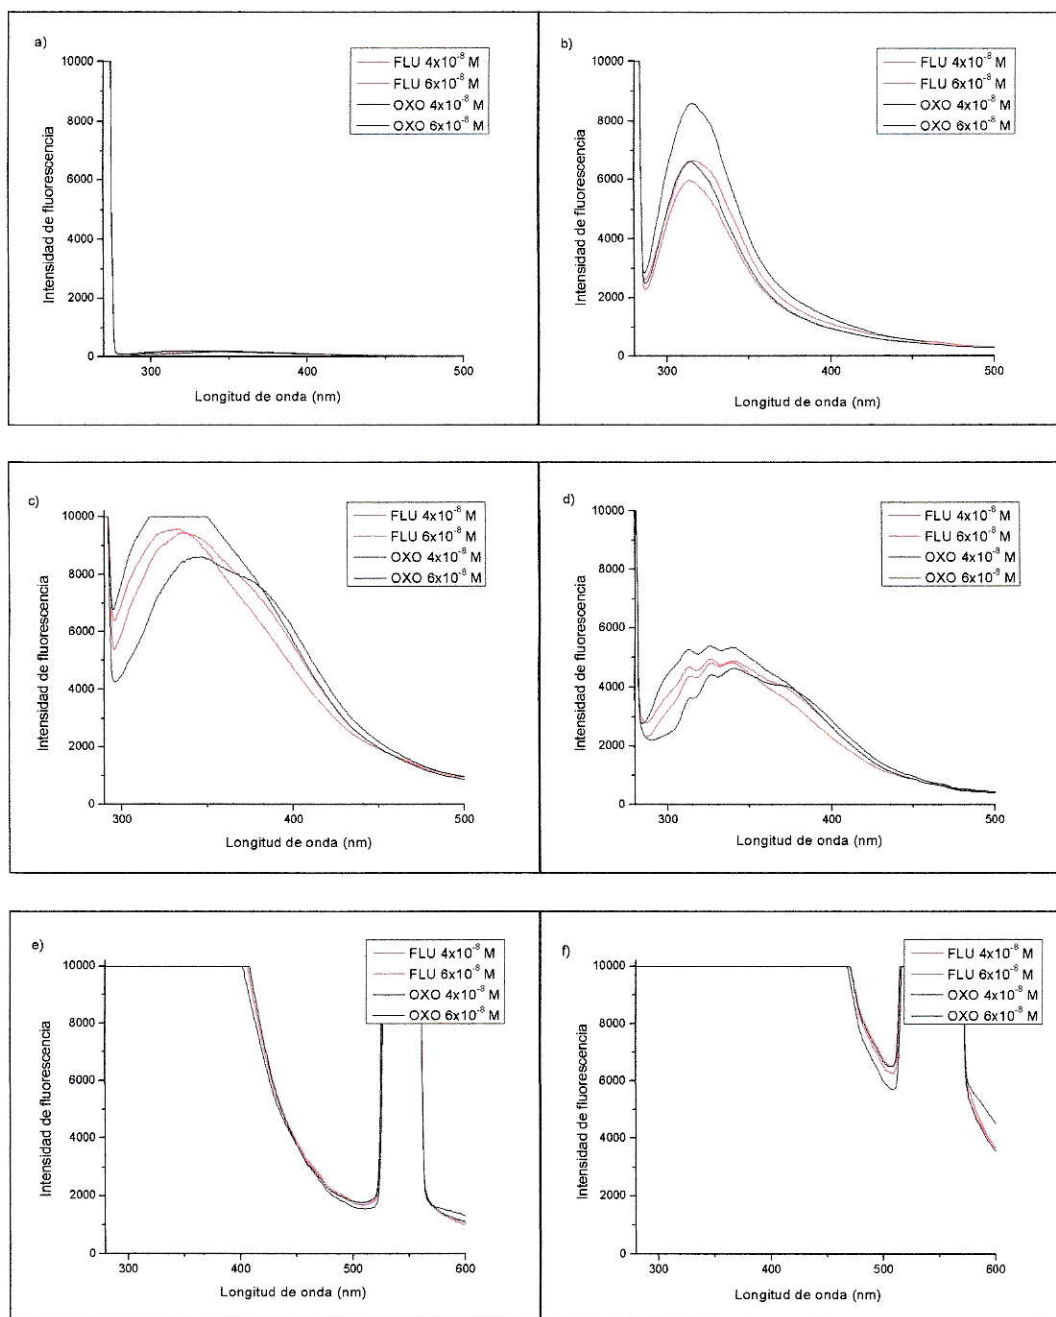 a)
FLU 4x10⁻⁸ M
FLU 6x10⁻⁸ M
OXO 4x10⁻⁸ M
OXO 6x10⁻⁸ M
Intensidad de fluorescencia
10000
8000
6000
4000
2000
0
300 400 500
Longitud de onda (nm)
b)
FLU 4x10⁻⁸ M
FLU 6x10⁻⁸ M
OXO 4x10⁻⁸ M
OXO 6x10⁻⁸ M
Intensidad de fluorescencia
10000
8000
6000
4000
2000
0
300 400 500
Longitud de onda (nm)
c)
FLU 4x10⁻⁸ M
FLU 6x10⁻⁸ M
OXO 4x10⁻⁸ M
OXO 6x10⁻⁸ M
Intensidad de fluorescencia
10000
8000
6000
4000
2000
0
300 400 500
Longitud de onda (nm)
d)
FLU 4x10⁻⁸ M
FLU 6x10⁻⁸ M
OXO 4x10⁻⁸ M
OXO 6x10⁻⁸ M
Intensidad de fluorescencia
10000
8000
6000
4000
2000
0
300 400 500
Longitud de onda (nm)
e)
FLU 4x10⁻⁸ M
FLU 6x10⁻⁸ M
OXO 4x10⁻⁸ M
OXO 6x10⁻⁸ M
Intensidad de fluorescencia
10000
8000
6000
4000
2000
0
300 400 500 600
Longitud de onda (nm)
f)
FLU 4x10⁻⁸ M
FLU 6x10⁻⁸ M
OXO 4x10⁻⁸ M
OXO 6x10⁻⁸ M
Intensidad de fluorescencia
10000
8000
6000
4000
2000
0
300 400 500 600
Longitud de onda (nm)